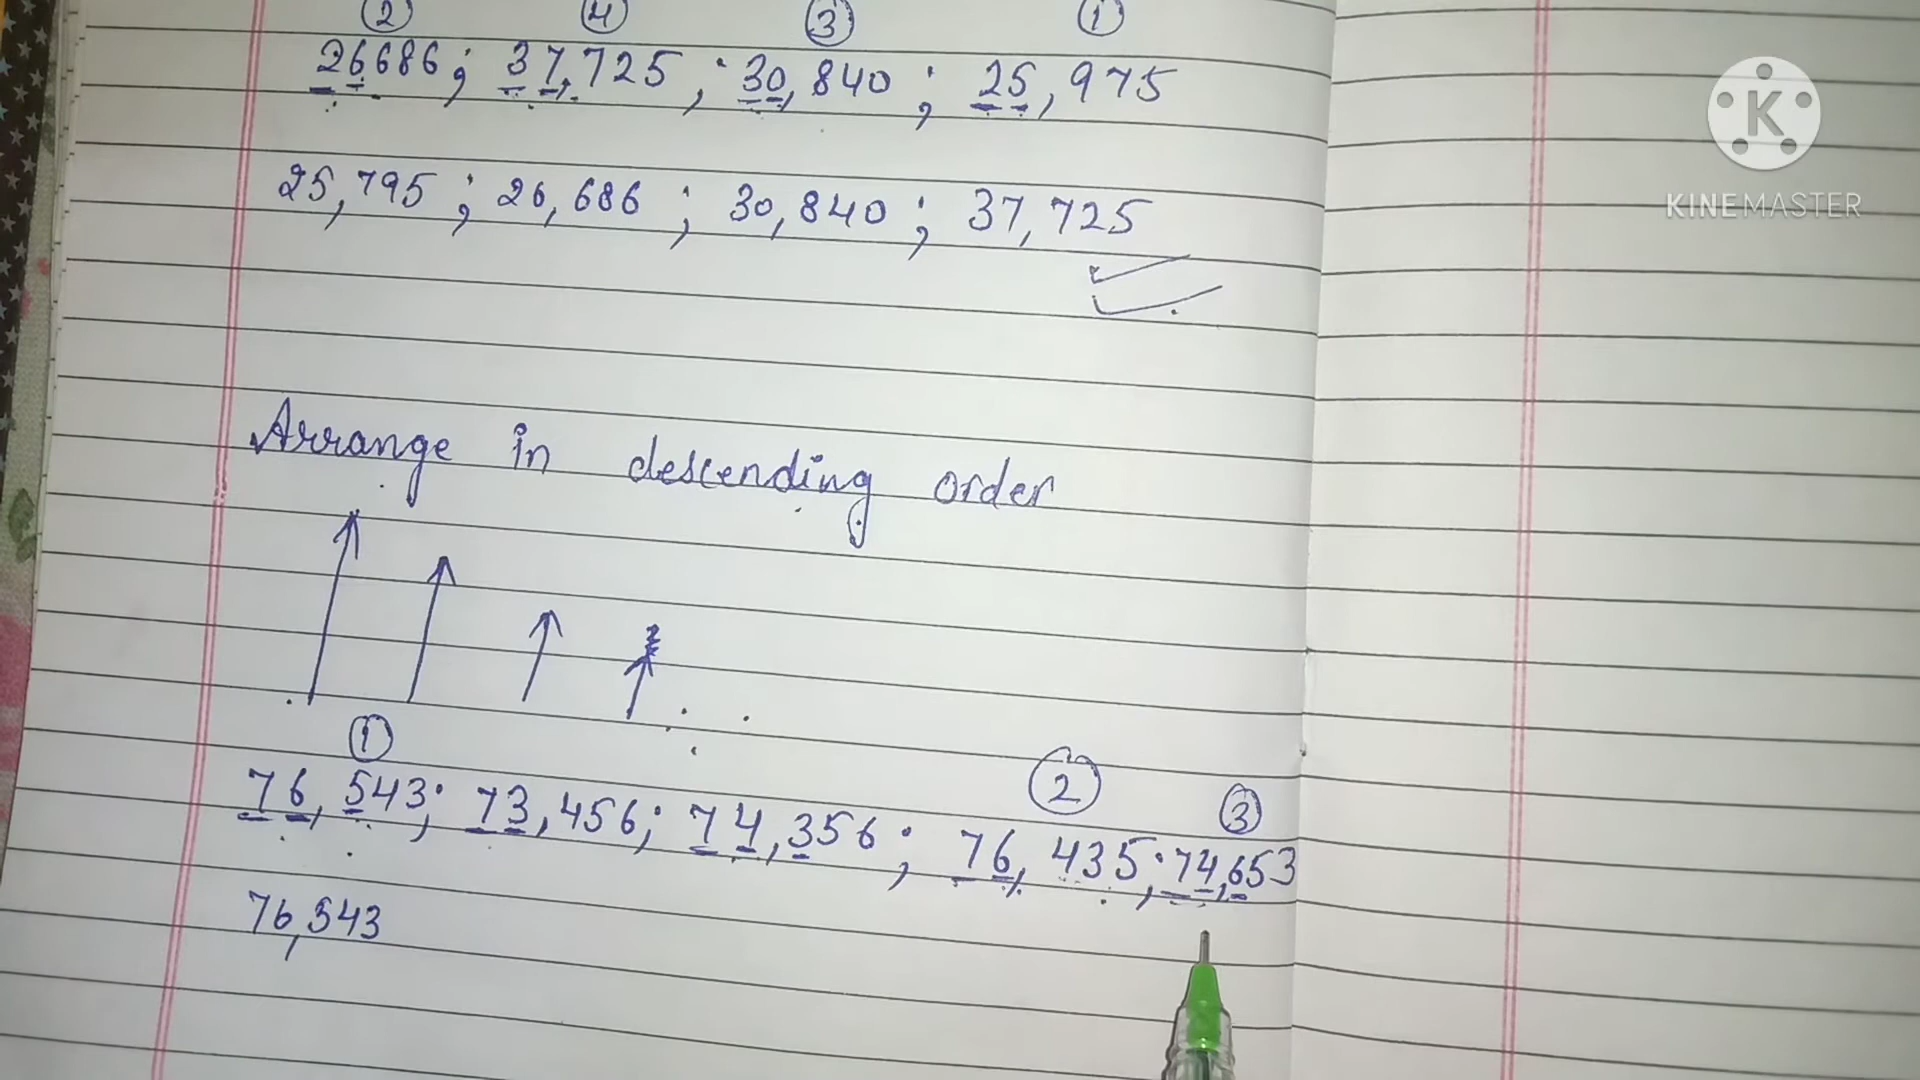 ② ④ ③ ①
26686; 37,725; 30,840; 25,975
25,795; 26,686; 30,840; 37,725
Arrange in descending order
① ② ③
76,543; 73,456; 74,356; 76,435; 74,653
76,543
K
KINEMASTER